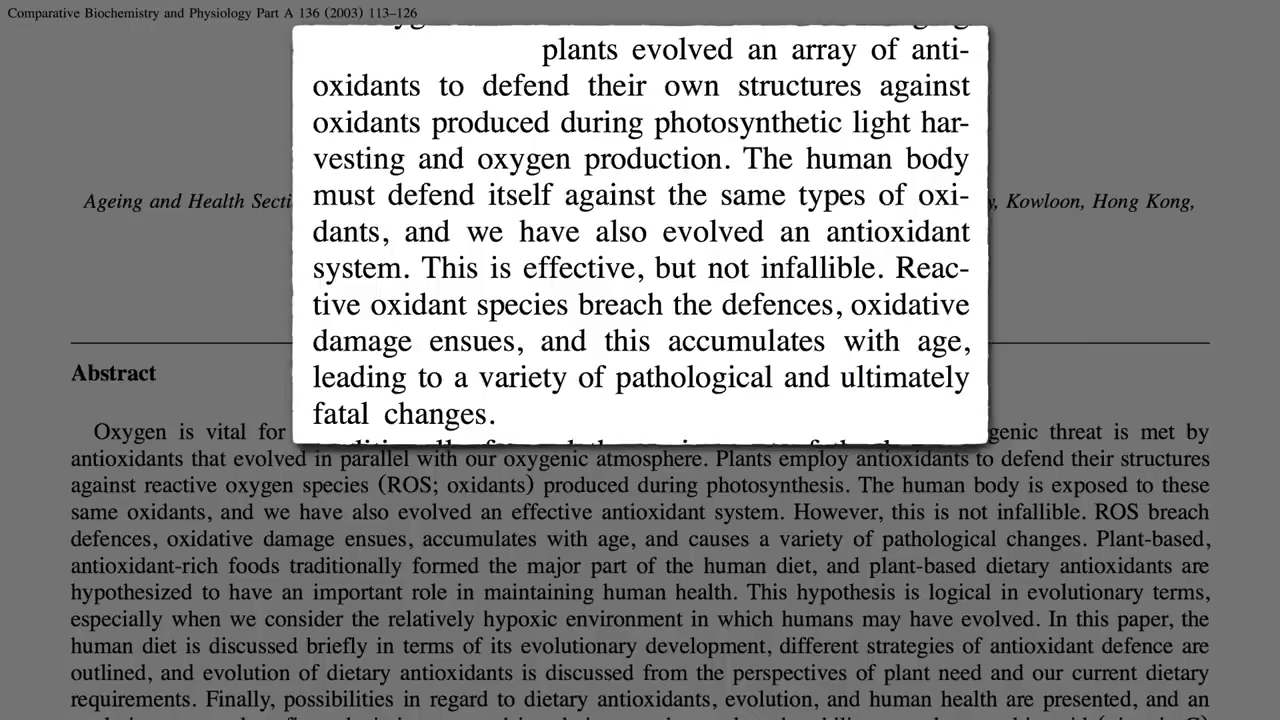 Comparative Biochemistry and Physiology Part A 136 (2003) 113–126
plants evolved an array of anti-
oxidants to defend their own structures against
oxidants produced during photosynthetic light har-
vesting and oxygen production. The human body
must defend itself against the same types of oxi-
dants, and we have also evolved an antioxidant
system. This is effective, but not infallible. Reac-
tive oxidant species breach the defences, oxidative
damage ensues, and this accumulates with age,
leading to a variety of pathological and ultimately
fatal changes.
Ageing and Health Secti
, Kowloon, Hong Kong,
Abstract
Oxygen is vital for
genic threat is met by
antioxidants that evolved in parallel with our oxygenic atmosphere. Plants employ antioxidants to defend their structures
against reactive oxygen species (ROS; oxidants) produced during photosynthesis. The human body is exposed to these
same oxidants, and we have also evolved an effective antioxidant system. However, this is not infallible. ROS breach
defences, oxidative damage ensues, accumulates with age, and causes a variety of pathological changes. Plant-based,
antioxidant-rich foods traditionally formed the major part of the human diet, and plant-based dietary antioxidants are
hypothesized to have an important role in maintaining human health. This hypothesis is logical in evolutionary terms,
especially when we consider the relatively hypoxic environment in which humans may have evolved. In this paper, the
human diet is discussed briefly in terms of its evolutionary development, different strategies of antioxidant defence are
outlined, and evolution of dietary antioxidants is discussed from the perspectives of plant need and our current dietary
requirements. Finally, possibilities in regard to dietary antioxidants, evolution, and human health are presented, and an